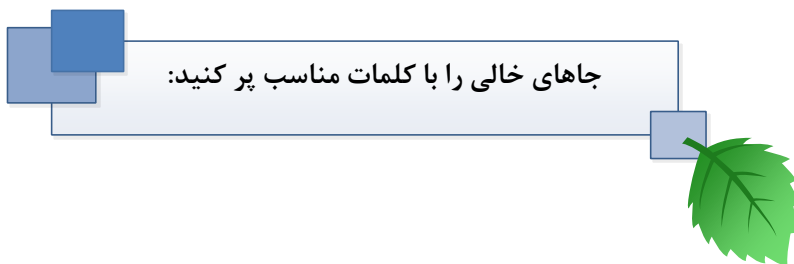 جاهای خالی را با کلمات مناسب پر کنید: